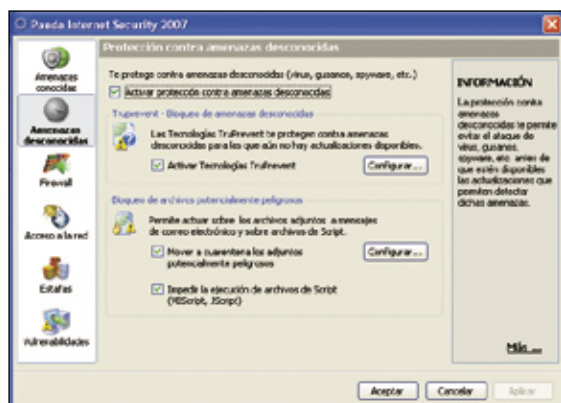 Panda Internet Security 2007
Protección contra amenazas desconocidas
Amenazas
conocidas
Amenazas
desconocidas
Firewall
Acceso a la red
Estafas
Vulnerabilidades
Te protege contra amenazas desconocidas (virus, gusanos, spyware, etc.)
Activar protección contra amenazas desconocidas
Truprevent - Bloqueo de amenazas desconocidas
Las Tecnologías TruPrevent te protegen contra amenazas
desconocidas para las que aún no hay actualizaciones disponibles.
Activar Tecnologías TruPrevent
Configurar...
Bloqueo de archivos potencialmente peligrosos
Permite actuar sobre los archivos adjuntos a mensajes
de correo electrónico y sobre archivos de Script.
Mover a cuarentena los adjuntos
potencialmente peligrosos
Configurar...
Impedir la ejecución de archivos de Script
(VBScript, JScript)
INFORMACIÓN
La protección contra
amenazas
desconocidas te permite
evitar el ataque de
virus, gusanos,
spyware, etc. antes de
que estén disponibles
las actualizaciones que
permiten detectar
dichas amenazas.
Más ...
Aceptar
Cancelar
Aplicar